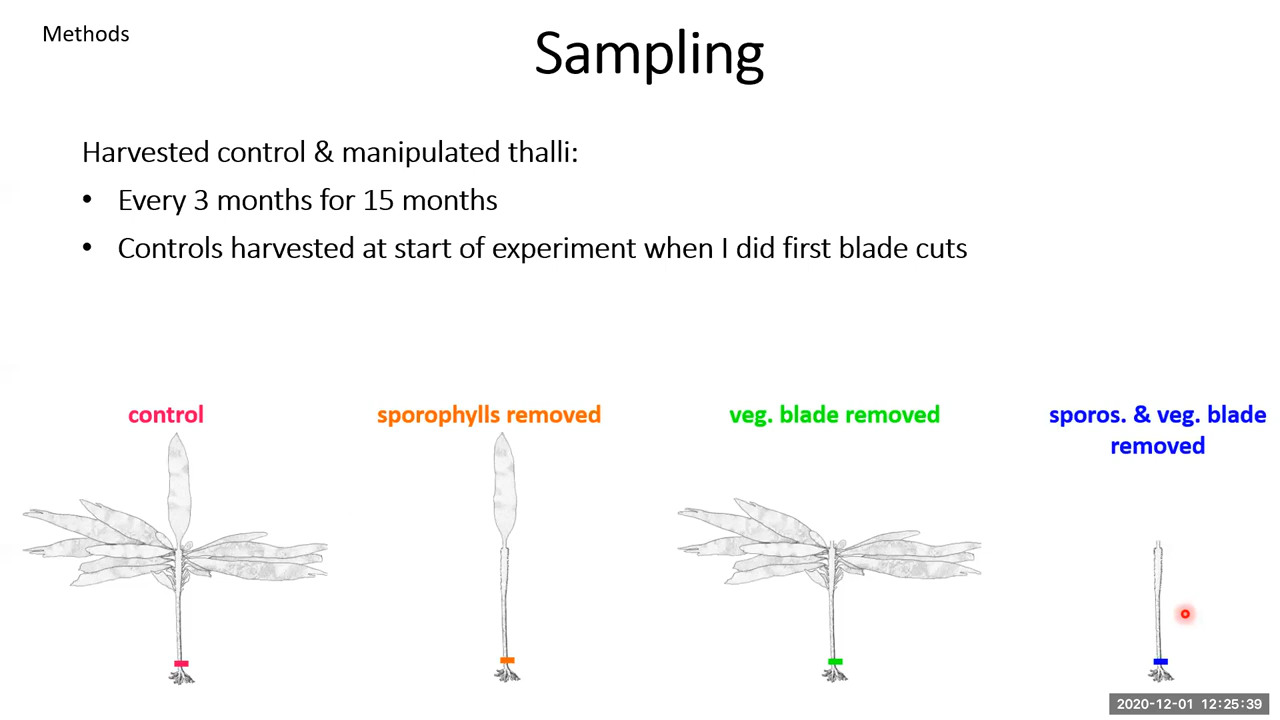 Methods
Sampling
Harvested control & manipulated thalli:
• Every 3 months for 15 months
• Controls harvested at start of experiment when I did first blade cuts
control
sporophylls removed
veg. blade removed
sporos. & veg. blade
removed
2020-12-01 12:25:39